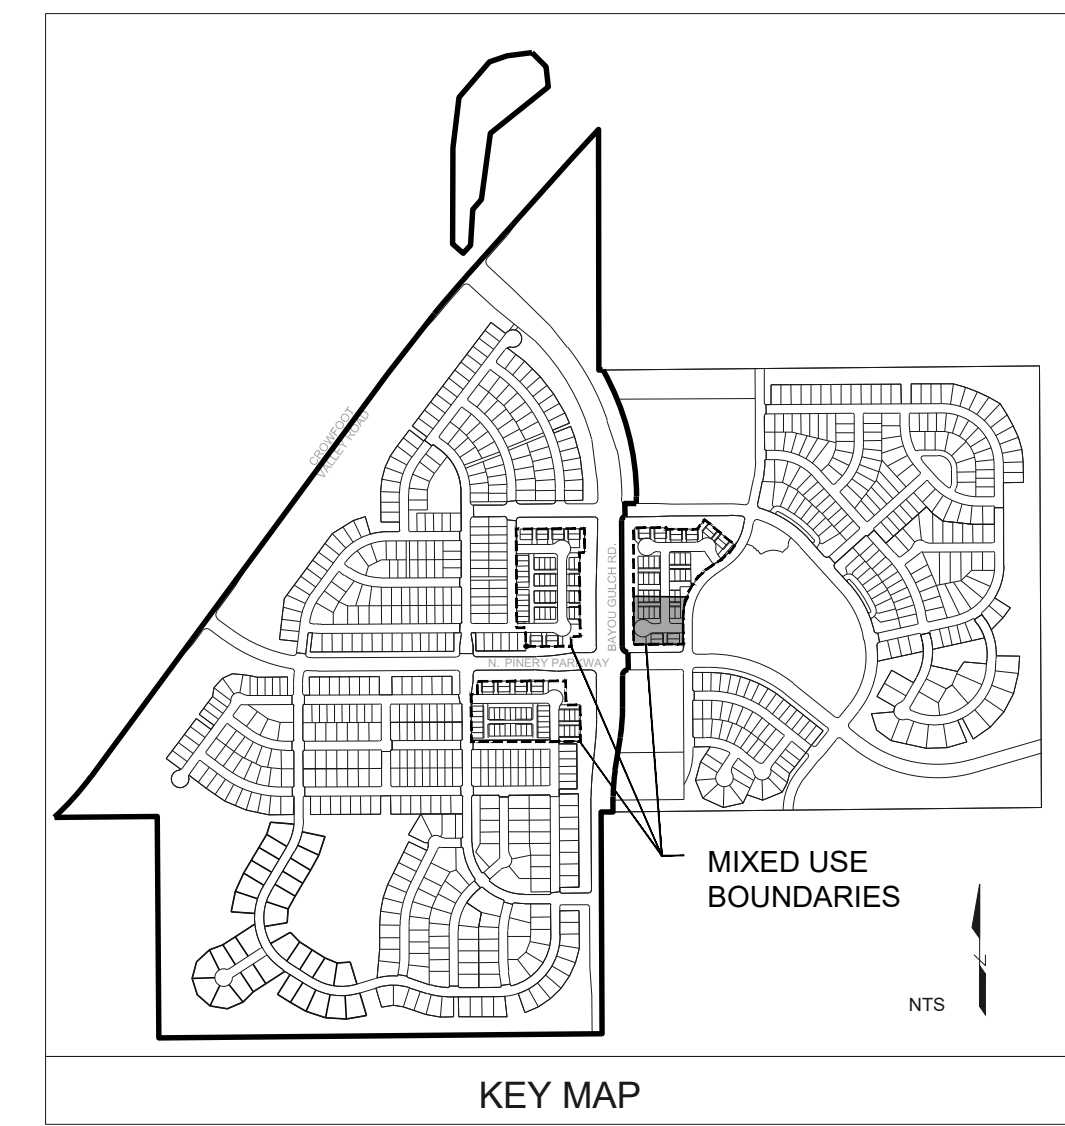 CROWFOOT
VALLEY ROAD
BAYOU GULCH RD.
N. PINERY PARKWAY
MIXED USE
BOUNDARIES
Z
NTS
KEY MAP